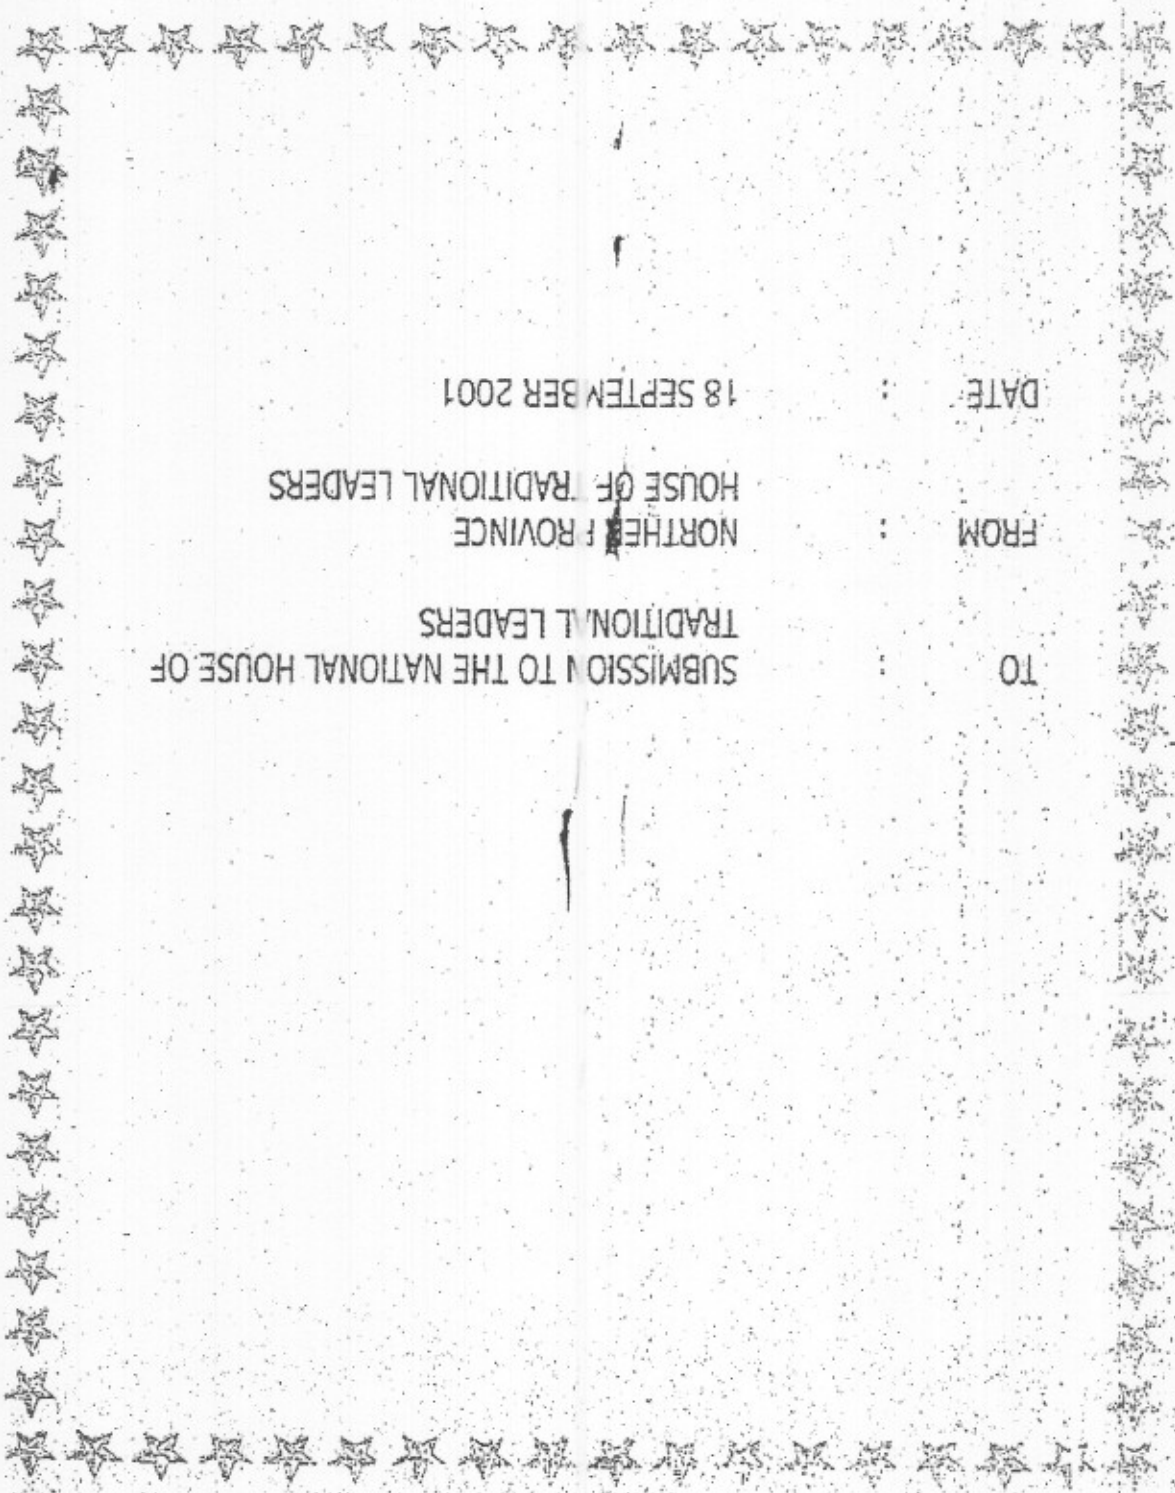 TO : SUBMISSION TO THE NATIONAL HOUSE OF
TRADITIONAL LEADERS
FROM : NORTHERN PROVINCE
HOUSE OF TRADITIONAL LEADERS
DATE : 18 SEPTEMBER 2001